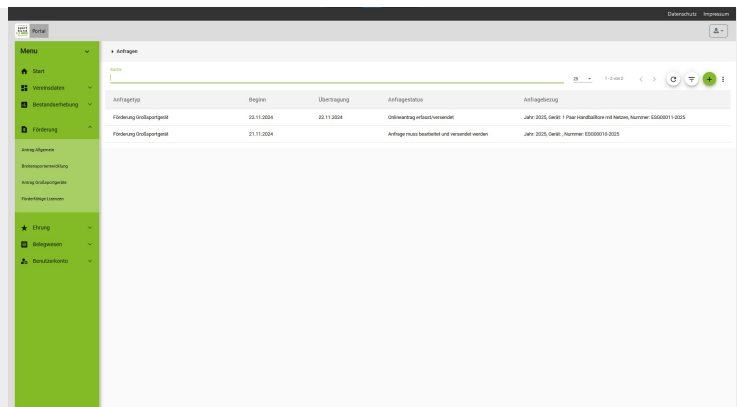 Datenschutz Impressum
Portal
Menu
Anfragen
Start
Vereinsdaten
Bestandserhebung
Förderung
Antrag Allgemein
Breitensportentwicklung
Antrag Großsportgeräte
Förderfähige Lizenzen
Ehrung
Belegwesen
Benutzerkonto
Suche
25 1 - 2 von 2
Anfragetyp Beginn Übertragung Anfragestatus Anfragebezug
Förderung Großsportgerät 22.11.2024 22.11.2024 Onlineantrag erfasst/versendet Jahr: 2025, Gerät: 1 Paar Handballtore mit Netzen, Nummer: ESG00011-2025
Förderung Großsportgerät 21.11.2024 Anfrage muss bearbeitet und versendet werden Jahr: 2025, Gerät: , Nummer: ESG00010-2025